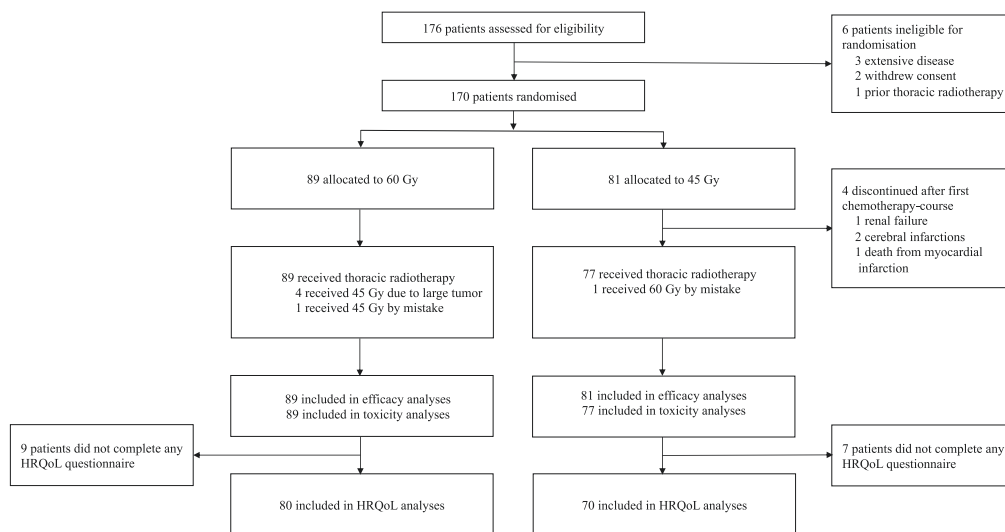 176 patients assessed for eligibility
6 patients ineligible for
randomisation
3 extensive disease
2 withdrew consent
1 prior thoracic radiotherapy
170 patients randomised
89 allocated to 60 Gy
81 allocated to 45 Gy
4 discontinued after first
chemotherapy-course
1 renal failure
2 cerebral infarctions
1 death from myocardial
infarction
89 received thoracic radiotherapy
4 received 45 Gy due to large tumor
1 received 45 Gy by mistake
77 received thoracic radiotherapy
1 received 60 Gy by mistake
89 included in efficacy analyses
89 included in toxicity analyses
81 included in efficacy analyses
77 included in toxicity analyses
9 patients did not complete any
HRQoL questionnaire
7 patients did not complete any
HRQoL questionnaire
80 included in HRQoL analyses
70 included in HRQoL analyses